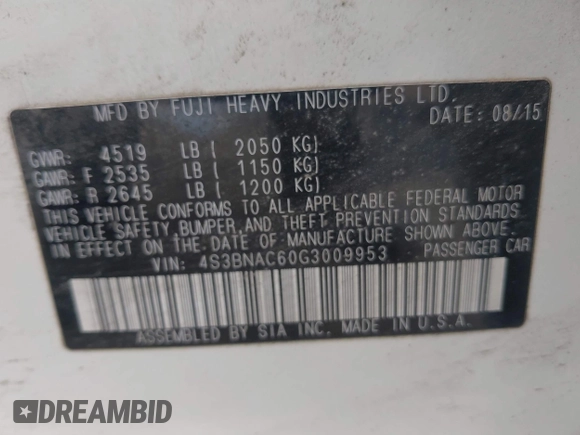 MFD BY FUJI HEAVY INDUSTRIES LTD.
DATE: 08/15
GVWR: 4519 LB ( 2050 KG)
GAWR: F 2535 LB ( 1150 KG)
GAWR: R 2645 LB ( 1200 KG)
THIS VEHICLE CONFORMS TO ALL APPLICABLE FEDERAL MOTOR
VEHICLE SAFETY, BUMPER, AND THEFT PREVENTION STANDARDS
IN EFFECT ON THE DATE OF MANUFACTURE SHOWN ABOVE.
VIN: 4S3BNAC60G3009953 PASSENGER CAR
ASSEMBLED BY SIA INC. MADE IN U.S.A.
DREAMBID